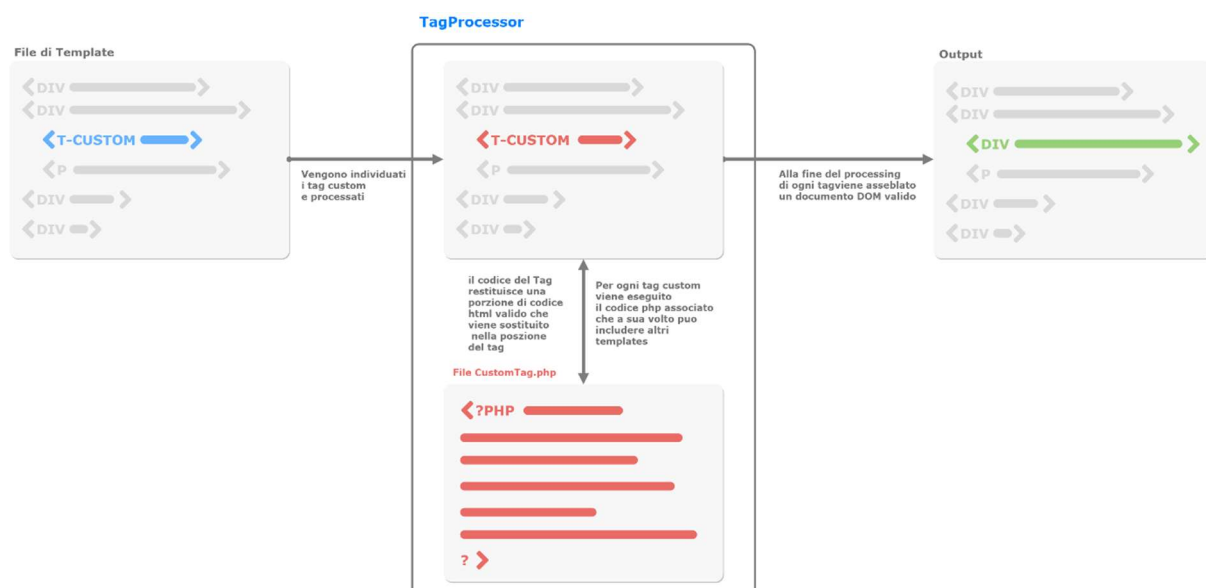 TagProcessor
File di Template
<DIV >
<DIV >
<T-CUSTOM >
<P >
<DIV >
<DIV >
Vengono individuati
i tag custom
e processati
<DIV >
<DIV >
<T-CUSTOM >
<P >
<DIV >
<DIV >
Alla fine del processing
di ogni tagviene asseblato
un documento DOM valido
Output
<DIV >
<DIV >
<DIV >
<P >
<DIV >
<DIV >
il codice del Tag
restituisce una
porzione di codice
html valido che
viene sostituito
nella poszione
del tag
Per ogni tag custom
viene eseguito
il codice php associato
che a sua volto puo
includere altri
templates
File CustomTag.php
<?PHP
? >